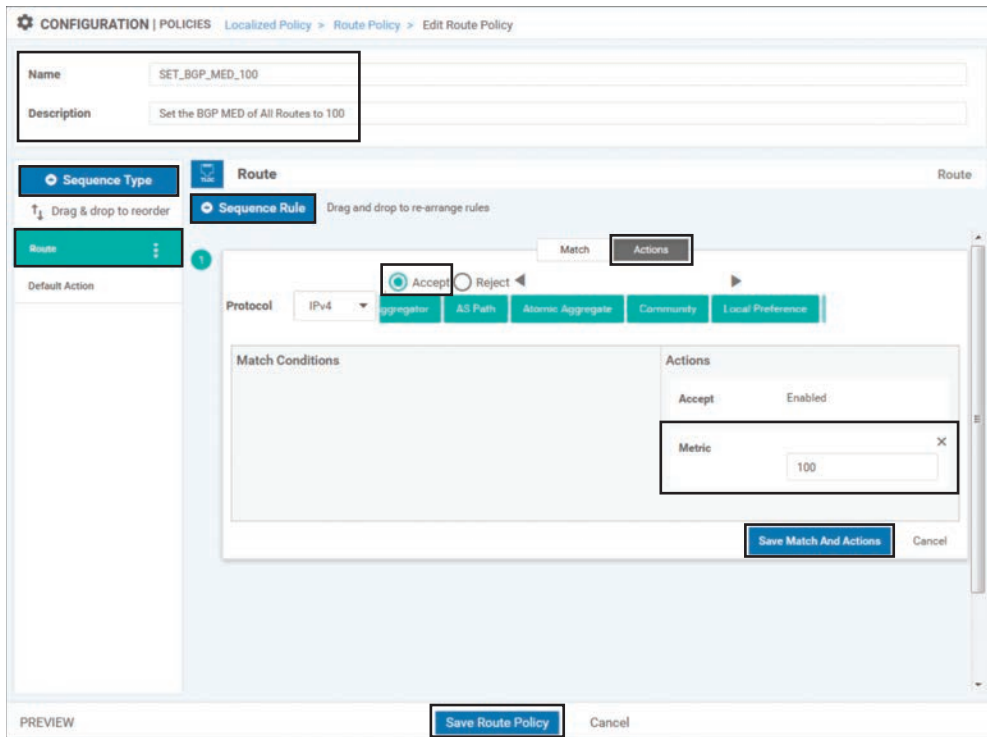 CONFIGURATION | POLICIES Localized Policy > Route Policy > Edit Route Policy
Name SET_BGP_MED_100
Description Set the BGP MED of All Routes to 100
Sequence Type
Drag & drop to reorder
Route
Default Action
Route Route
Sequence Rule Drag and drop to re-arrange rules
1
Match Actions
Accept Reject
Protocol IPv4 ggregator AS Path Atomic Aggregate Community Local Preference
Match Conditions
Actions
Accept Enabled
Metric
100
Save Match And Actions Cancel
PREVIEW Save Route Policy Cancel